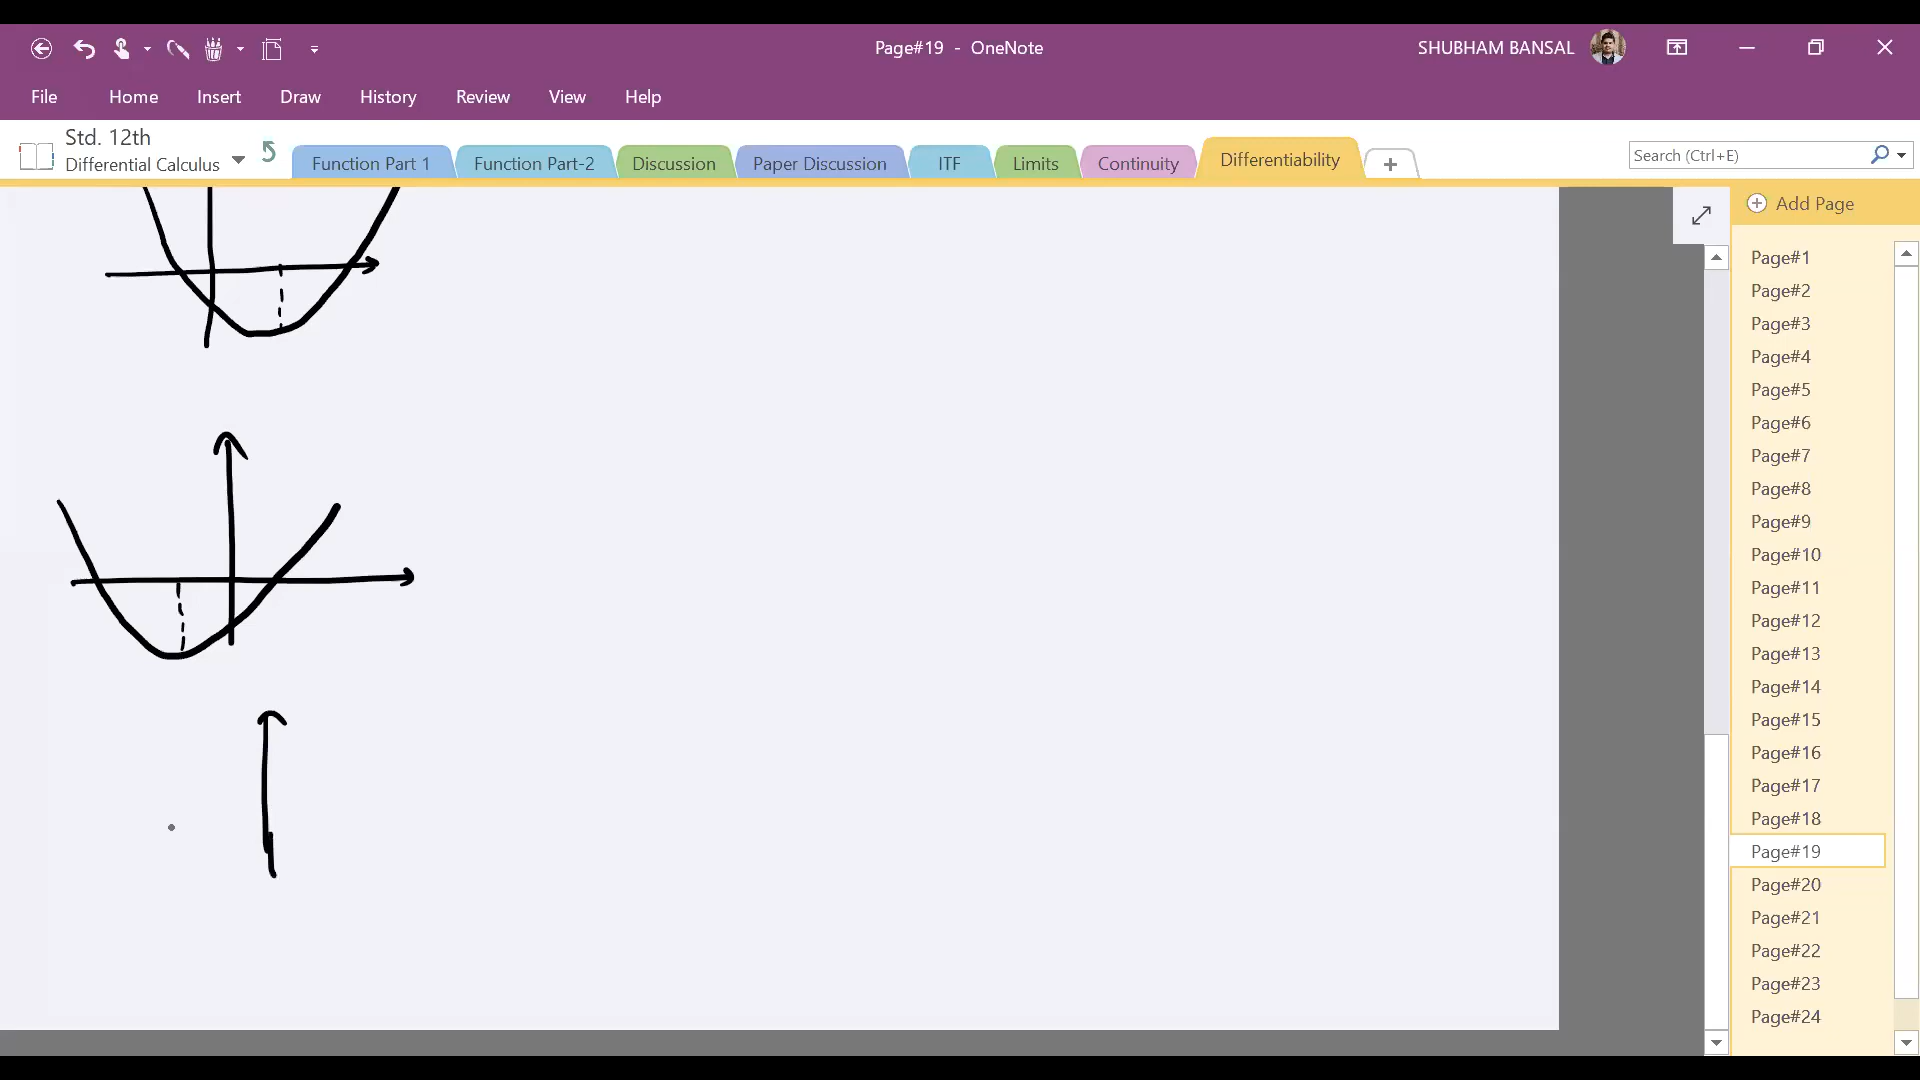 Page#19 - OneNote
SHUBHAM BANSAL
File Home Insert Draw History Review View Help
Std. 12th
Differential Calculus
Function Part 1
Function Part-2
Discussion
Paper Discussion
ITF
Limits
Continuity
Differentiability
Search (Ctrl+E)
Add Page
Page#1
Page#2
Page#3
Page#4
Page#5
Page#6
Page#7
Page#8
Page#9
Page#10
Page#11
Page#12
Page#13
Page#14
Page#15
Page#16
Page#17
Page#18
Page#19
Page#20
Page#21
Page#22
Page#23
Page#24